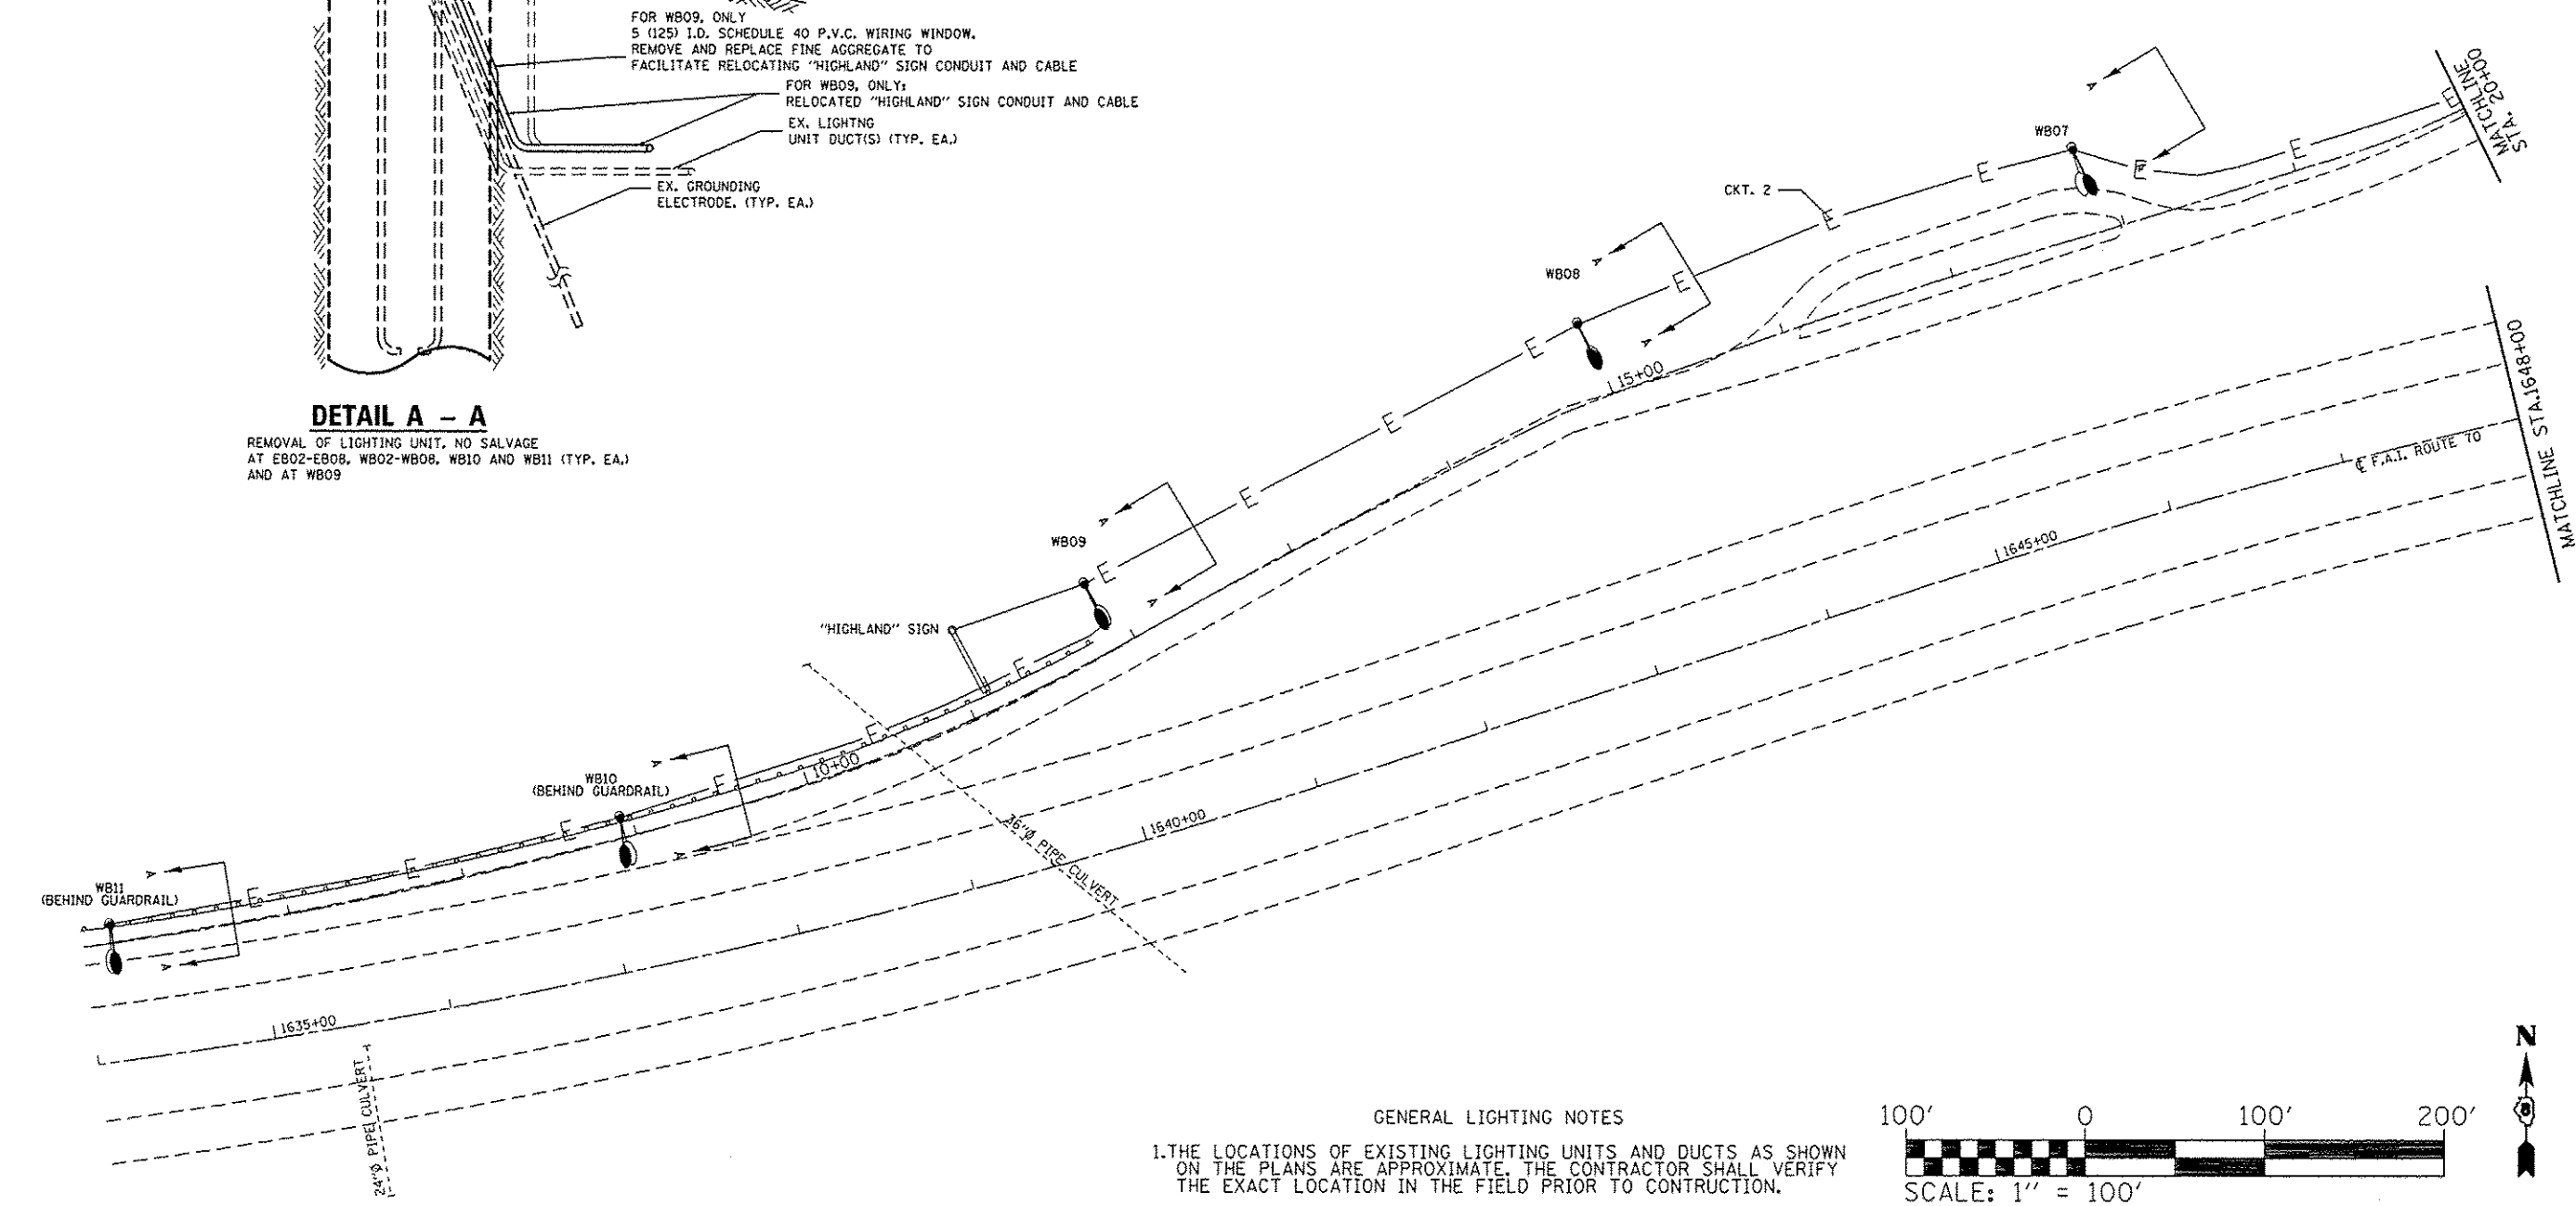 FOR WB09, ONLY
5 (125) I.D. SCHEDULE 40 P.V.C. WIRING WINDOW.
REMOVE AND REPLACE FINE AGGREGATE TO
FACILITATE RELOCATING "HIGHLAND" SIGN CONDUIT AND CABLE
FOR WB09, ONLY:
RELOCATED "HIGHLAND" SIGN CONDUIT AND CABLE
EX. LIGHTNG
UNIT DUCT(S) (TYP. EA.)
EX. GROUNDING
ELECTRODE. (TYP. EA.)
DETAIL A - A
REMOVAL OF LIGHTING UNIT, NO SALVAGE
AT EB02-EB08, WB02-WB08, WB10 AND WB11 (TYP. EA.)
AND AT WB09
MATCHLINE
STA. 20+00
E
E
A
WB07
E
E
A
CKT. 2
E
A
WB08
E
A
E
15+00
E
MATCHLINE STA.1648+00
℄ F.A.I. ROUTE 70
1645+00
E
A
WB09
E
A
"HIGHLAND" SIGN
E
E
A
WB10
(BEHIND GUARDRAIL)
E
10+00
E
A
36"Ø PIPE CULVERT
1640+00
E
A
WB11
(BEHIND GUARDRAIL)
E
A
1635+00
24"Ø PIPE CULVERT
GENERAL LIGHTING NOTES
1.THE LOCATIONS OF EXISTING LIGHTING UNITS AND DUCTS AS SHOWN
ON THE PLANS ARE APPROXIMATE. THE CONTRACTOR SHALL VERIFY
THE EXACT LOCATION IN THE FIELD PRIOR TO CONTRUCTION.
100' 0 100' 200'
SCALE: 1" = 100'
N